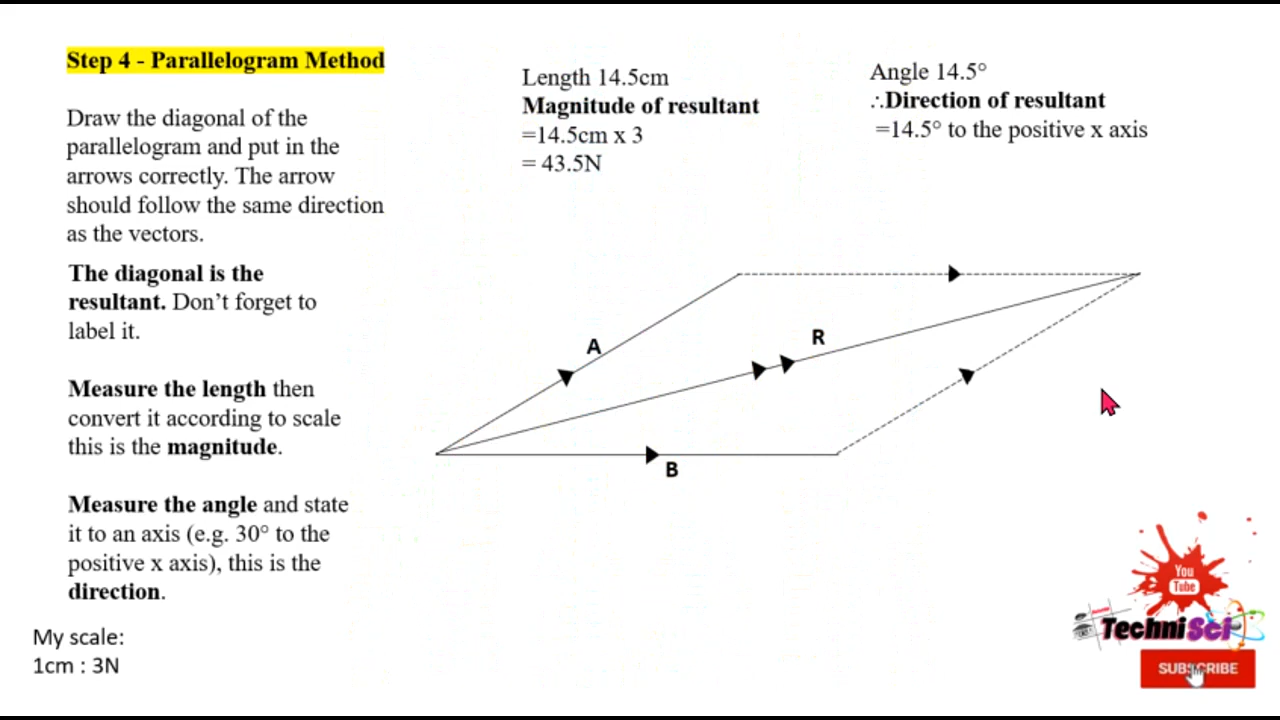 Step 4 - Parallelogram Method
Draw the diagonal of the
parallelogram and put in the
arrows correctly. The arrow
should follow the same direction
as the vectors.
The diagonal is the
resultant. Don’t forget to
label it.
Measure the length then
convert it according to scale
this is the magnitude.
Measure the angle and state
it to an axis (e.g. 30° to the
positive x axis), this is the
direction.
My scale:
1cm : 3N
Length 14.5cm
Magnitude of resultant
=14.5cm x 3
= 43.5N
Angle 14.5°
∴Direction of resultant
=14.5° to the positive x axis
A
R
B
You
Tube
TechniSci
SUBSCRIBE